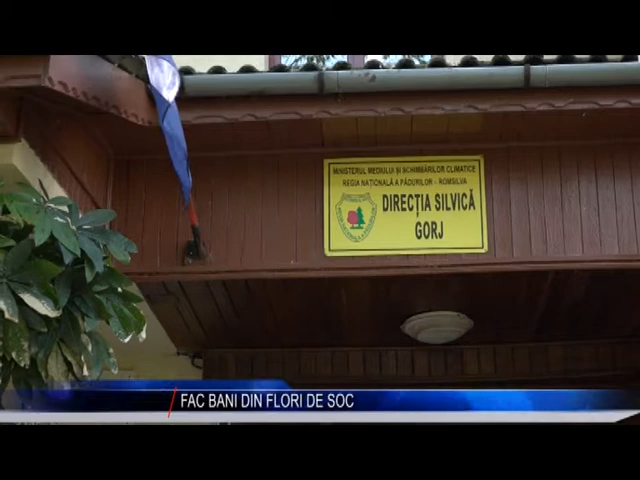 MINISTERUL MEDIULUI ȘI SCHIMBĂRILOR CLIMATICE
REGIA NAȚIONALĂ A PĂDURILOR - ROMSILVA
DIRECȚIA SILVICĂ
GORJ
FAC BANI DIN FLORI DE SOC